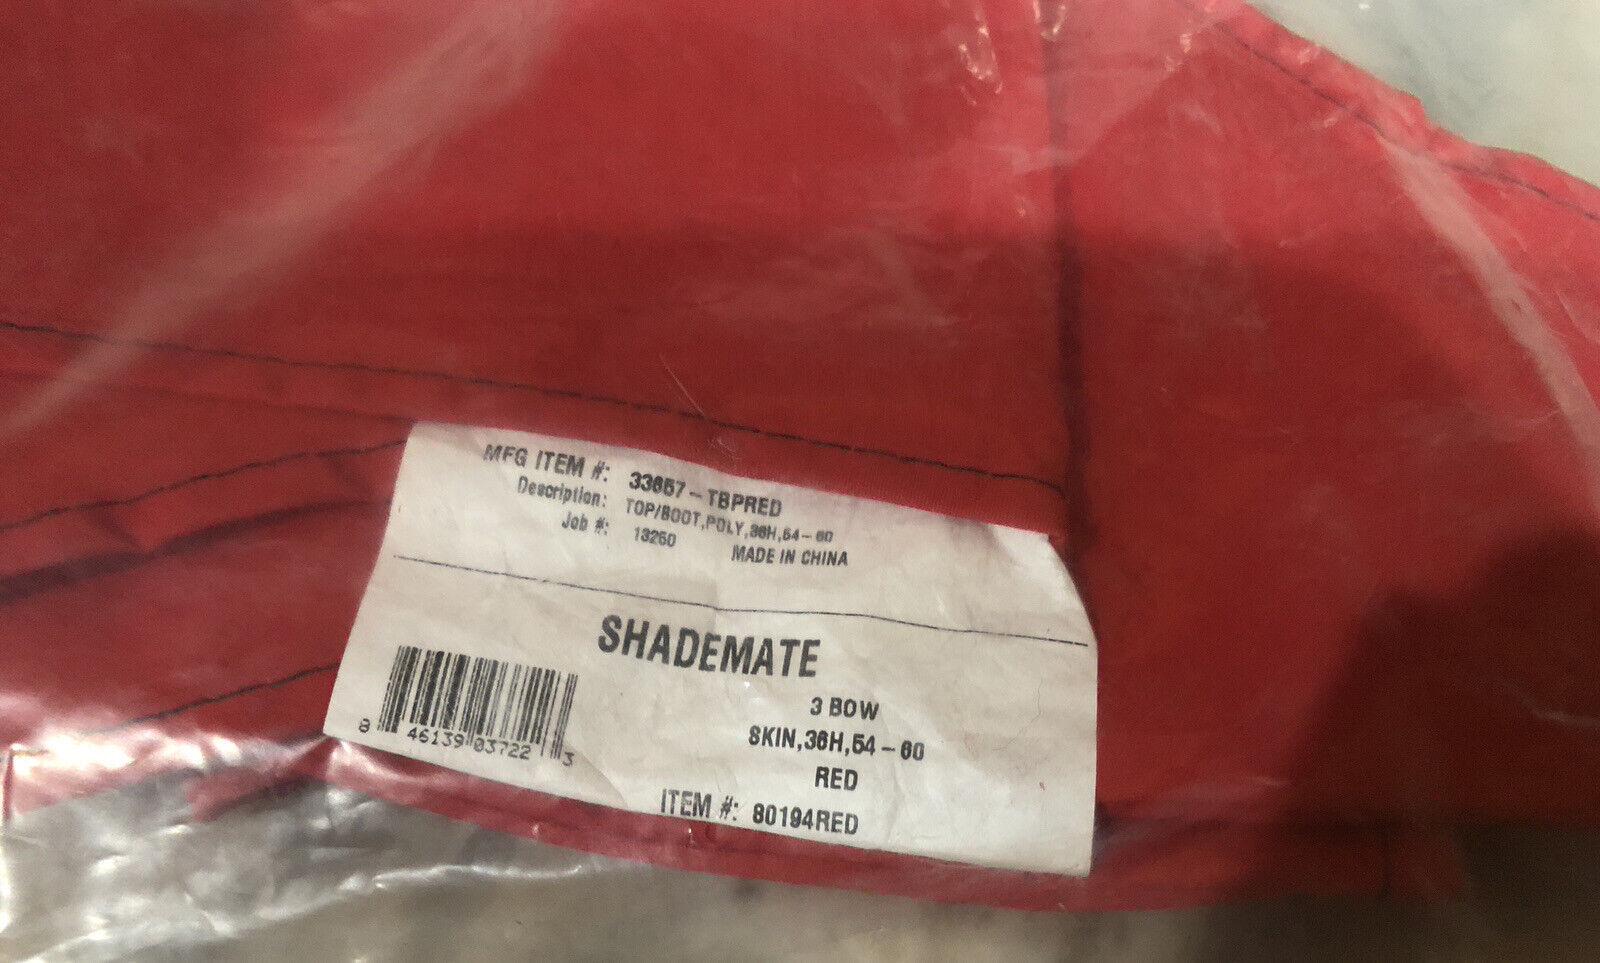 MFG ITEM #: 33657-TBPRED
Description: TOP/BOOT,POLY,36H,54-60
Job #: 13250 MADE IN CHINA
SHADEMATE
3 BOW
SKIN,36H,54-60
RED
ITEM #: 80194RED
8 46139 03722 3